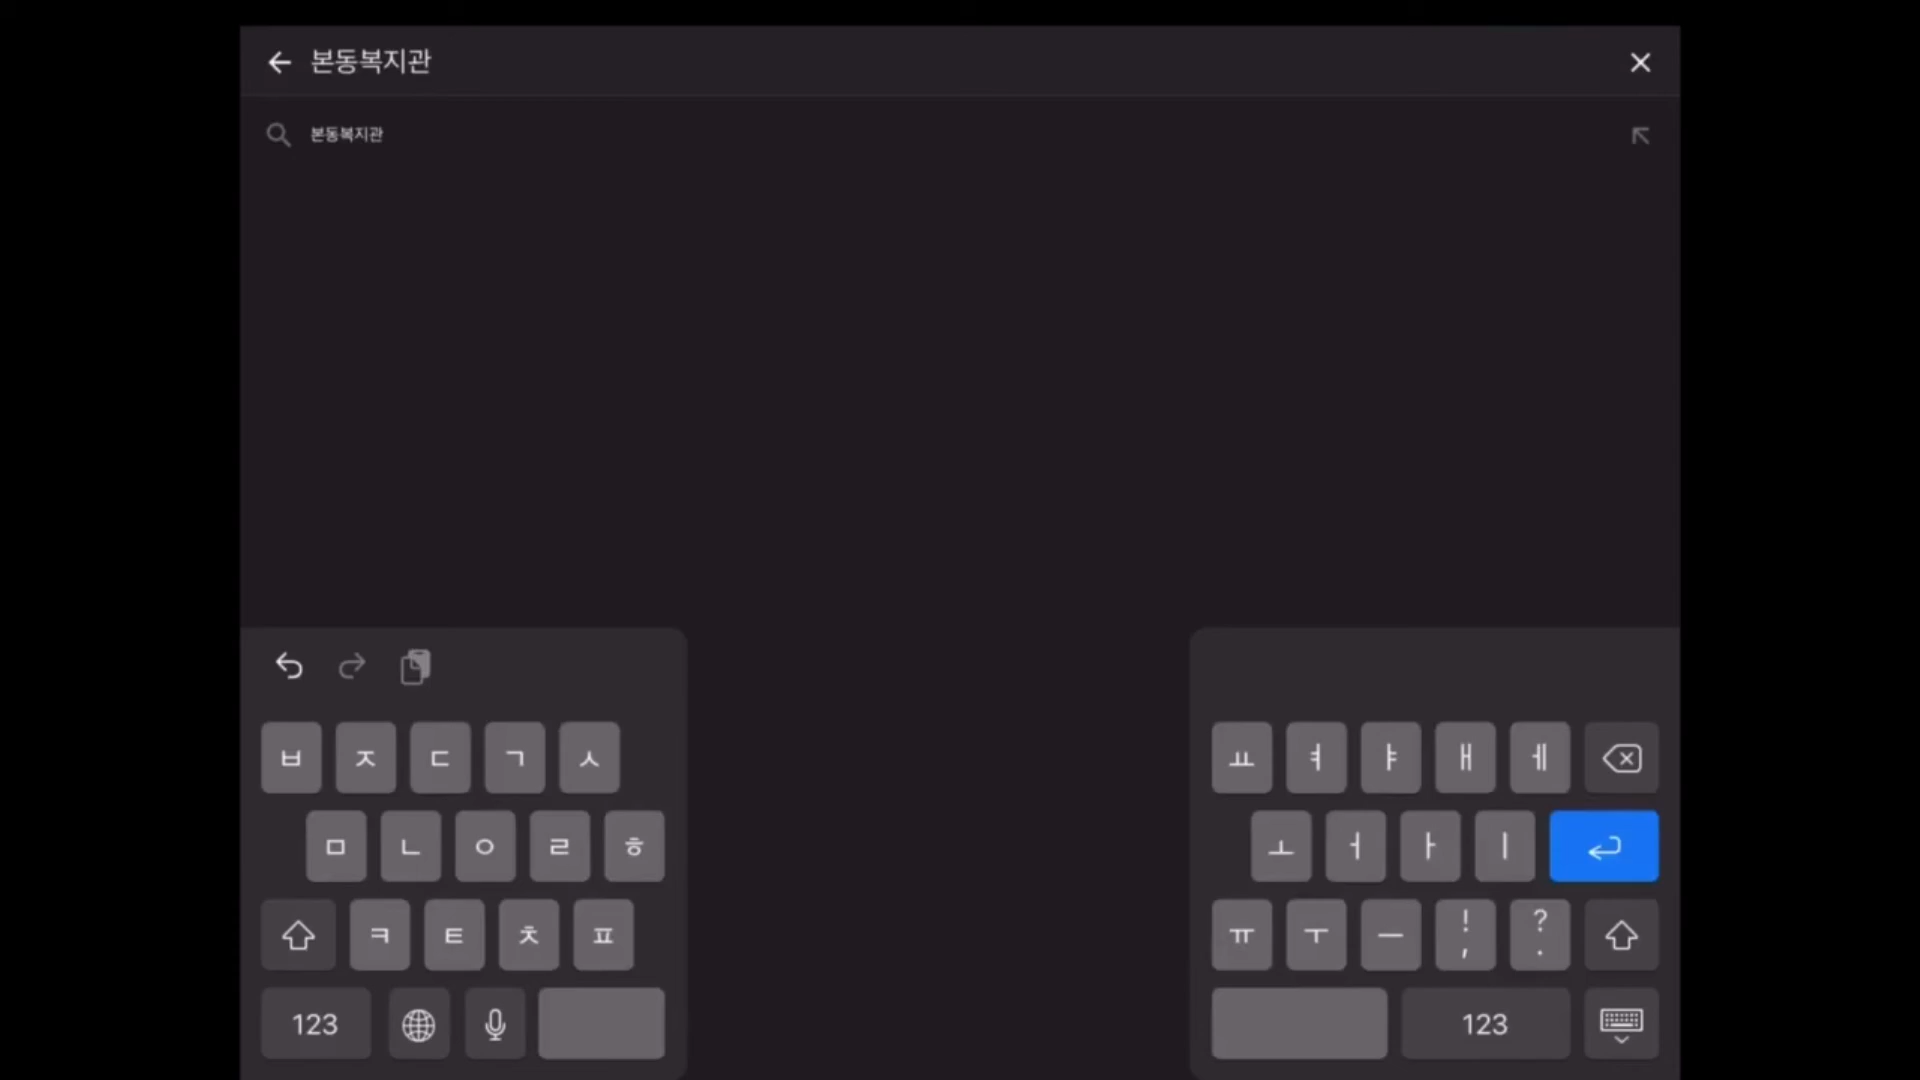 본동복지관
본동복지관
ㅂ ㅈ ㄷ ㄱ ㅅ ㅛ ㅕ ㅑ ㅐ ㅔ
ㅁ ㄴ ㅇ ㄹ ㅎ ㅗ ㅓ ㅏ ㅣ
ㅋ ㅌ ㅊ ㅍ ㅠ ㅜ ㅡ ! , ? .
123 123